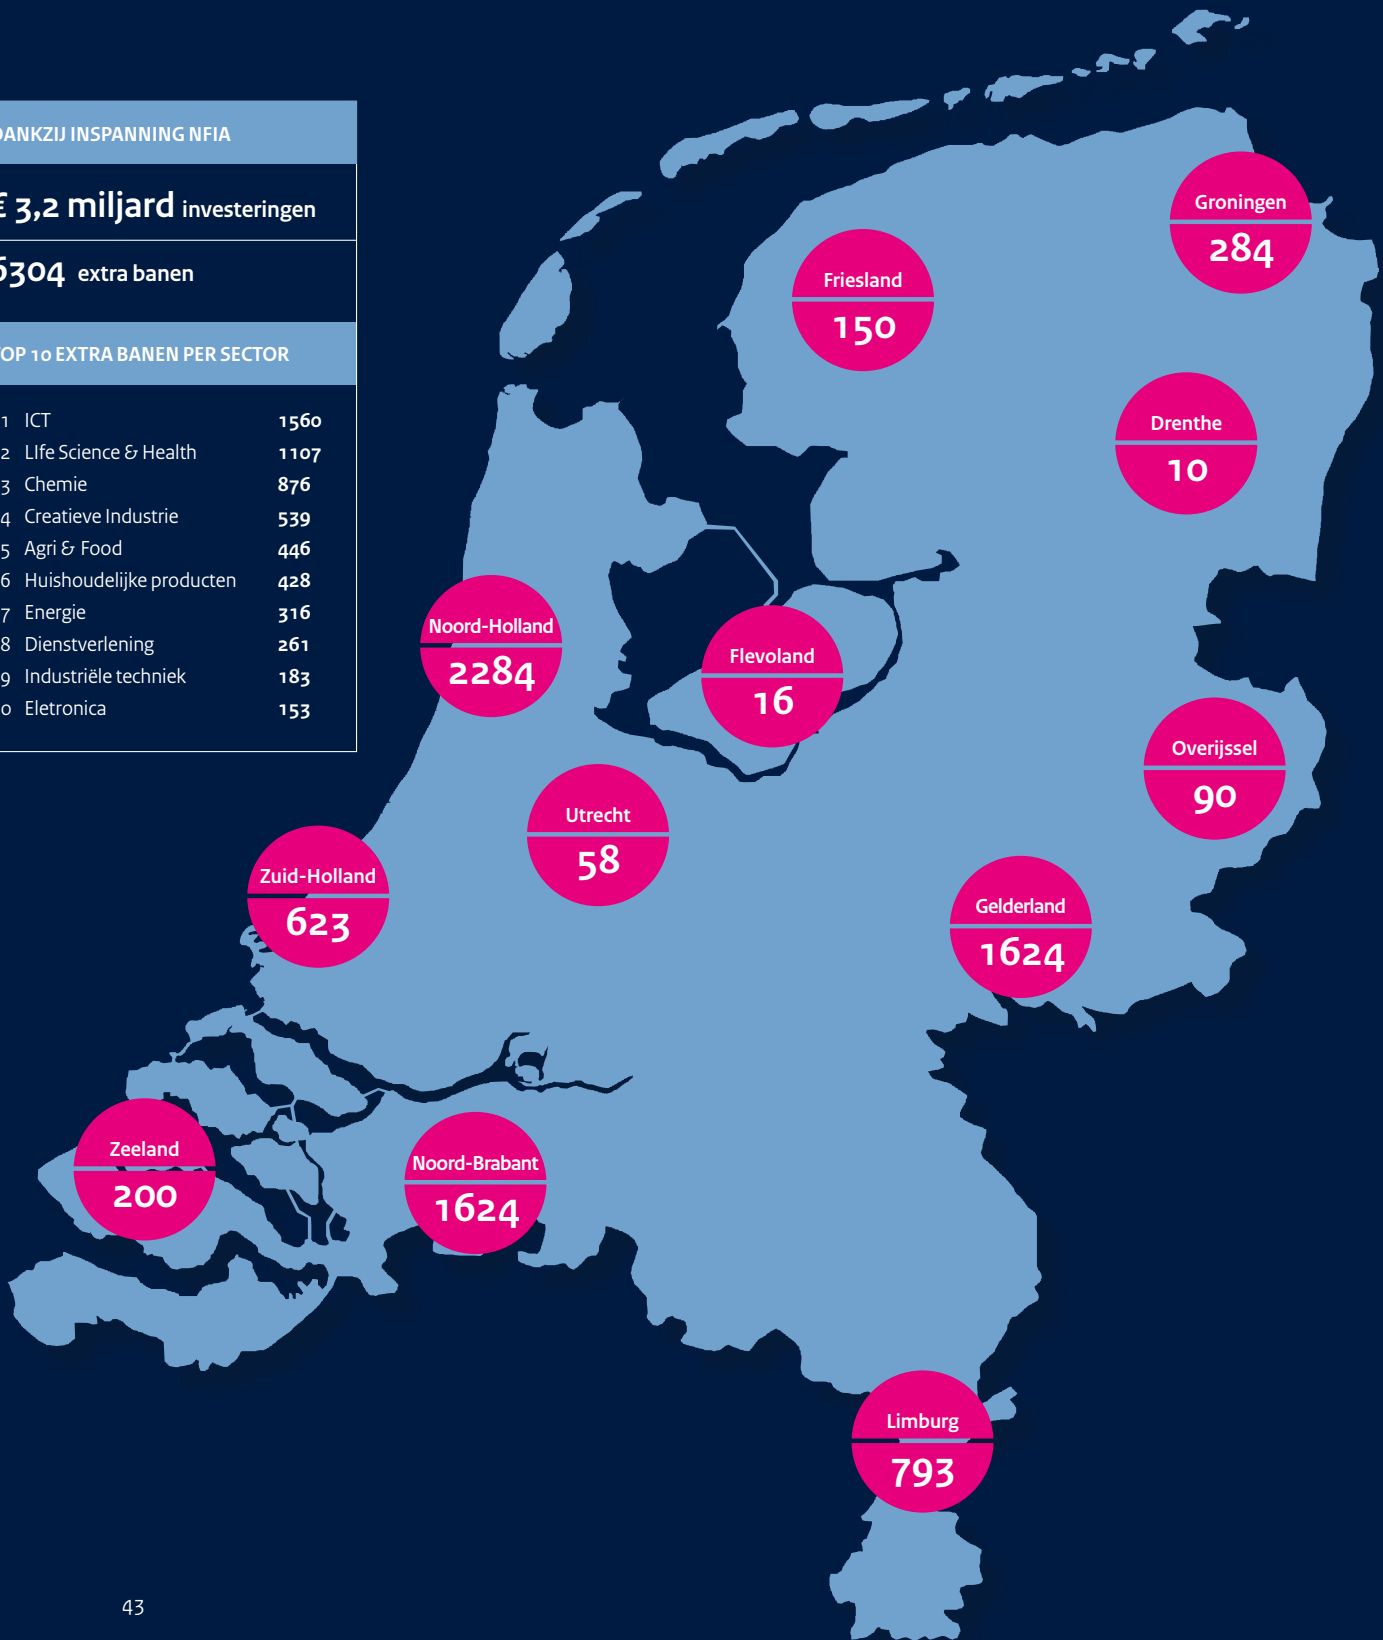 DANKZIJ INSPANNING NFIA
€ 3,2 miljard investeringen
6304 extra banen
TOP 10 EXTRA BANEN PER SECTOR
1 ICT 1560
2 LIfe Science & Health 1107
3 Chemie 876
4 Creatieve Industrie 539
5 Agri & Food 446
6 Huishoudelijke producten 428
7 Energie 316
8 Dienstverlening 261
9 Industriële techniek 183
0 Eletronica 153
Groningen
284
Friesland
150
Drenthe
10
Noord-Holland
2284
Flevoland
16
Overijssel
90
Utrecht
58
Zuid-Holland
623
Gelderland
1624
Zeeland
200
Noord-Brabant
1624
Limburg
793
43